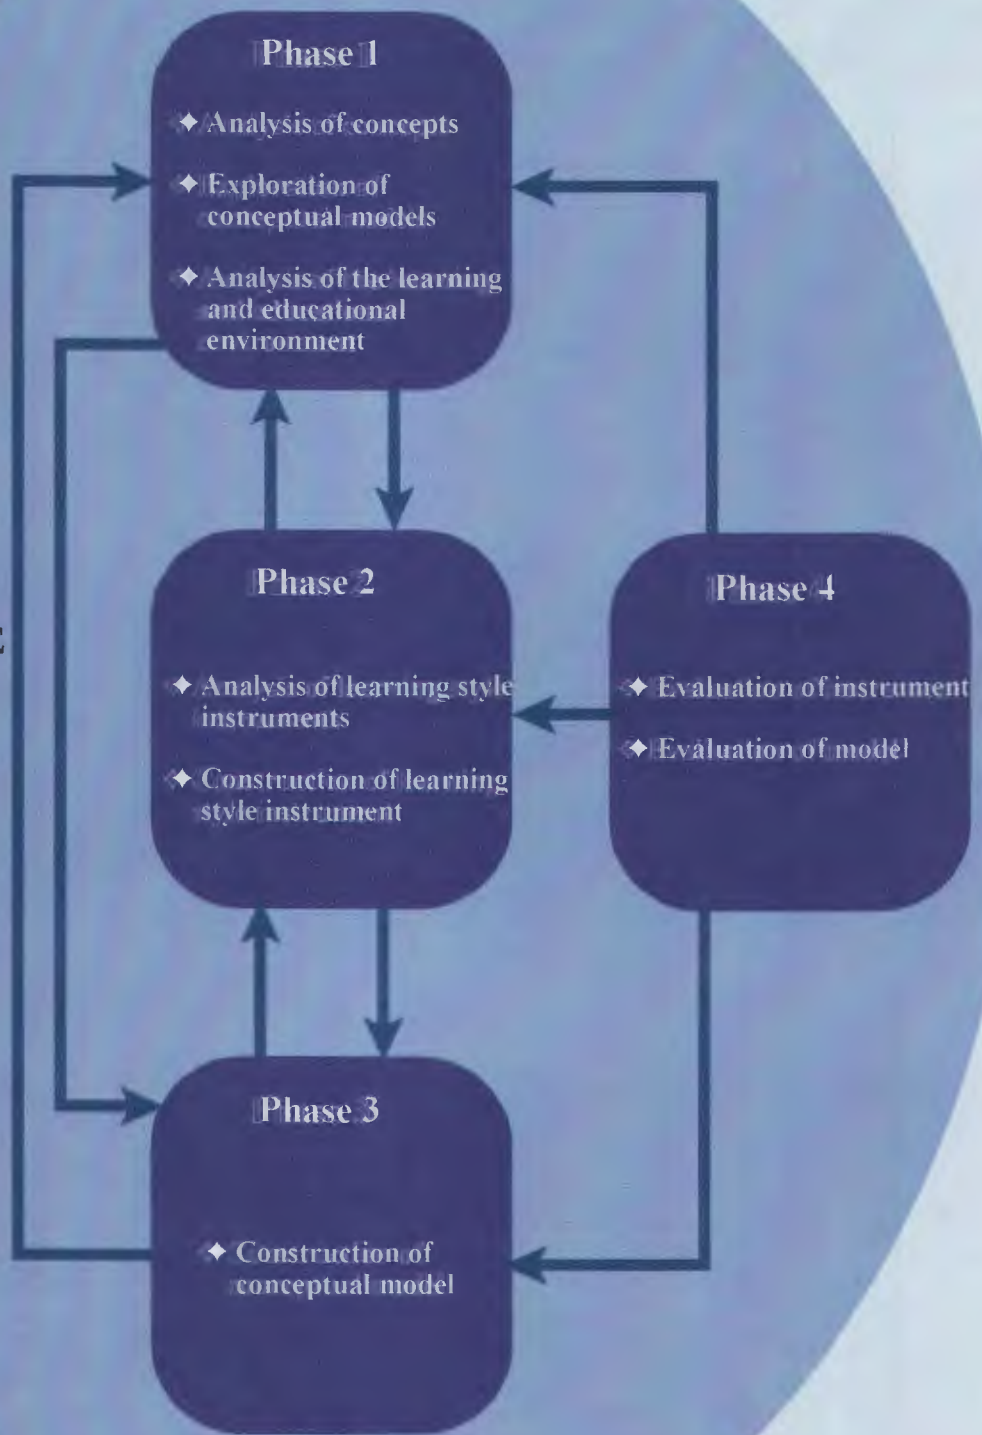 Phase 1
✦ Analysis of concepts
✦ Exploration of
conceptual models
✦ Analysis of the learning
and educational
environment
Phase 2
✦ Analysis of learning style
instruments
✦ Construction of learning
style instrument
Phase 3
✦ Construction of
conceptual model
Phase 4
✦ Evaluation of instrument
✦ Evaluation of model